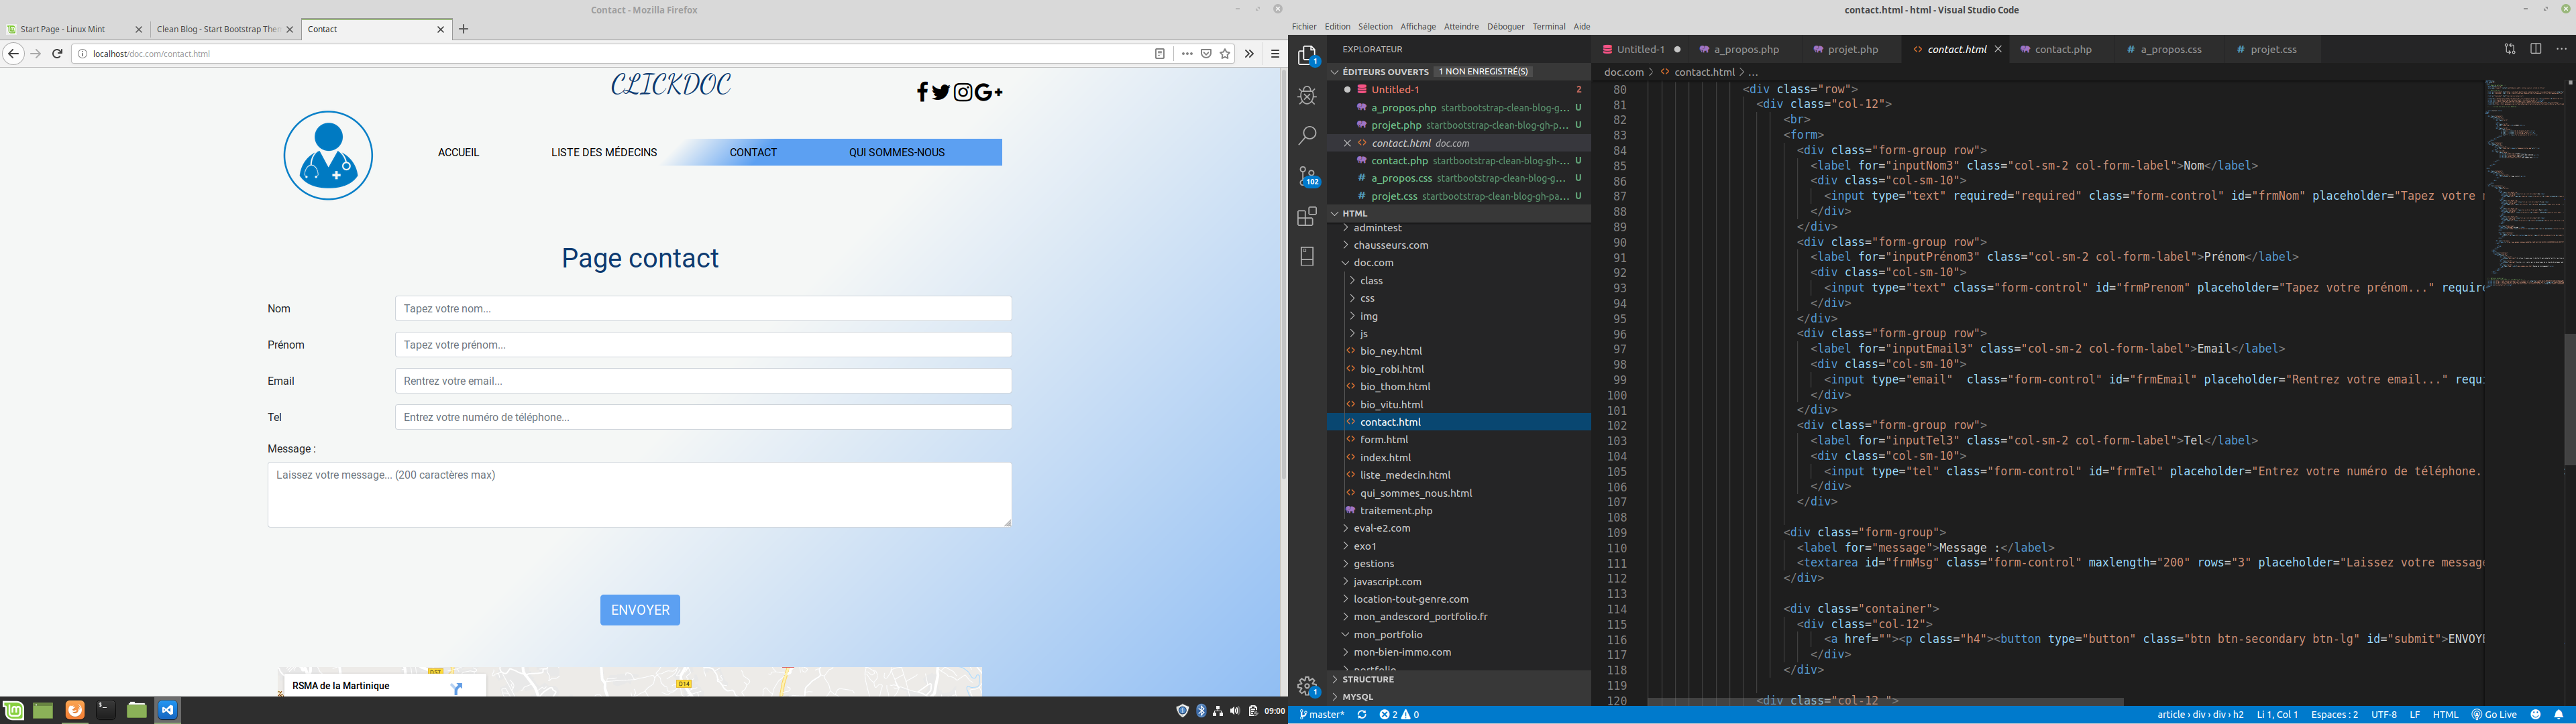 Contact - Mozilla Firefox
Start Page - Linux Mint
Clean Blog - Start Bootstrap Them
Contact
localhost/doc.com/contact.html
CLICKDOC
ACCUEIL
LISTE DES MÉDECINS
CONTACT
QUI SOMMES-NOUS
Page contact
Nom
Tapez votre nom...
Prénom
Tapez votre prénom...
Email
Rentrez votre email...
Tel
Entrez votre numéro de téléphone...
Message :
Laissez votre message... (200 caractères max)
ENVOYER
RSMA de la Martinique
D14
09:00
contact.html - html - Visual Studio Code
Fichier Edition Sélection Affichage Atteindre Déboguer Terminal Aide
EXPLORATEUR
ÉDITEURS OUVERTS 1 NON ENREGISTRÉ(S)
Untitled-1 2
a_propos.php startbootstrap-clean-blog-g... U
projet.php startbootstrap-clean-blog-gh-p... U
contact.html doc.com
contact.php startbootstrap-clean-blog-gh-... U
a_propos.css startbootstrap-clean-blog-g... U
projet.css startbootstrap-clean-blog-gh-pa... U
HTML
admintest
chausseurs.com
doc.com
class
css
img
js
bio_ney.html
bio_robi.html
bio_thom.html
bio_vitu.html
contact.html
form.html
index.html
liste_medecin.html
qui_sommes_nous.html
traitement.php
eval-e2.com
exo1
gestions
javascript.com
location-tout-genre.com
mon_andescord_portfolio.fr
mon_portfolio
mon-bien-immo.com
portfolio
STRUCTURE
MYSQL
1
102
1
Untitled-1
a_propos.php
projet.php
contact.html
contact.php
a_propos.css
projet.css
doc.com > contact.html > ...
80 <div class="row">
81 <div class="col-12">
82 <br>
83 <form>
84 <div class="form-group row">
85 <label for="inputNom3" class="col-sm-2 col-form-label">Nom</label>
86 <div class="col-sm-10">
87 <input type="text" required="required" class="form-control" id="frmNom" placeholder="Tapez votre n
88 </div>
89 </div>
90 <div class="form-group row">
91 <label for="inputPrénom3" class="col-sm-2 col-form-label">Prénom</label>
92 <div class="col-sm-10">
93 <input type="text" class="form-control" id="frmPrenom" placeholder="Tapez votre prénom..." require
94 </div>
95 </div>
96 <div class="form-group row">
97 <label for="inputEmail3" class="col-sm-2 col-form-label">Email</label>
98 <div class="col-sm-10">
99 <input type="email"  class="form-control" id="frmEmail" placeholder="Rentrez votre email..." requi
100 </div>
101 </div>
102 <div class="form-group row">
103 <label for="inputTel3" class="col-sm-2 col-form-label">Tel</label>
104 <div class="col-sm-10">
105 <input type="tel" class="form-control" id="frmTel" placeholder="Entrez votre numéro de téléphone.
106 </div>
107 </div>
108
109 <div class="form-group">
110 <label for="message">Message :</label>
111 <textarea id="frmMsg" class="form-control" maxlength="200" rows="3" placeholder="Laissez votre message
112 </div>
113
114 <div class="container">
115 <div class="col-12">
116 <a href=""><p class="h4"><button type="button" class="btn btn-secondary btn-lg" id="submit">ENVOYE
117 </div>
118 </div>
119
120 <div class="col-12 ">
master* 2 0
article › div › div › h2 Li 1, Col 1 Espaces : 2 UTF-8 LF HTML Go Live